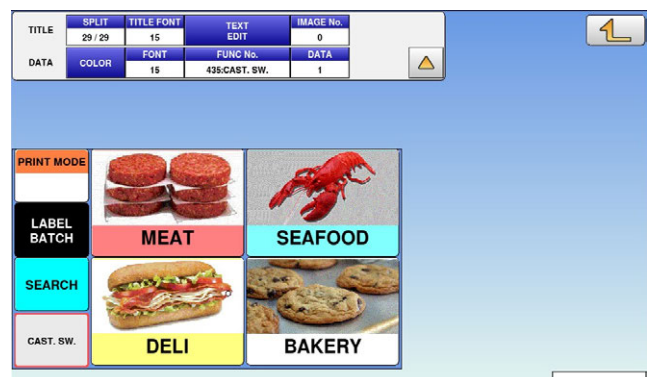 TITLE
SPLIT
29 / 29
TITLE FONT
15
TEXT
EDIT
IMAGE No.
0
DATA
COLOR
FONT
15
FUNC No.
435:CAST. SW.
DATA
1
PRINT MODE
LABEL
BATCH
SEARCH
CAST. SW.
MEAT
SEAFOOD
DELI
BAKERY